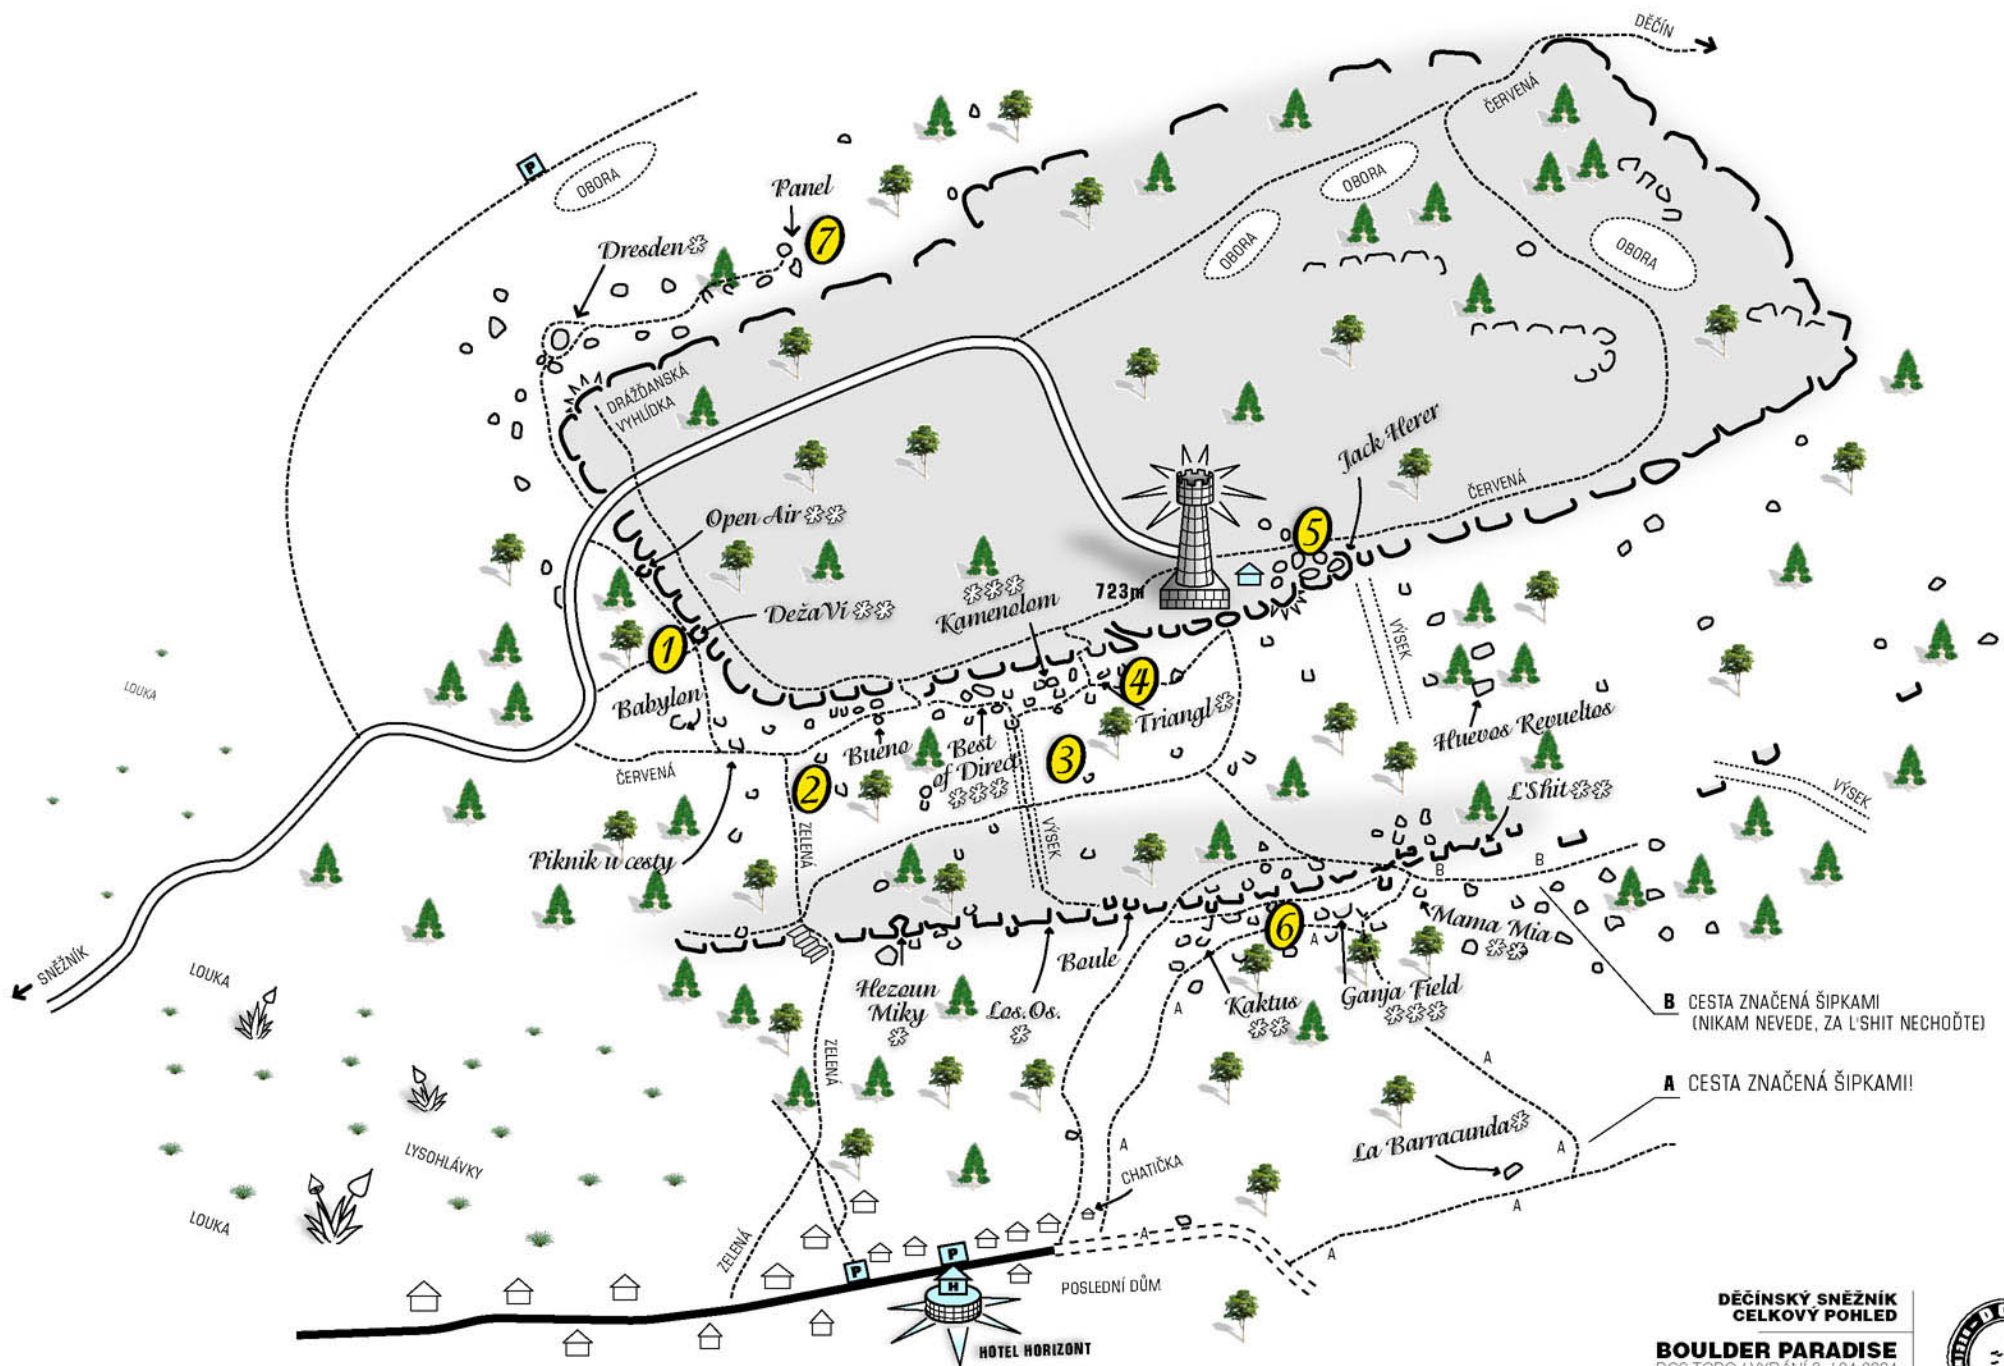 DĚČÍN
ČERVENÁ
P
OBORA
OBORA
OBORA
OBORA
Panel
7
Dresden
DRÁŽĎANSKÁ
VYHLÍDKA
Jack Herer
ČERVENÁ
Open Air
5
723m
Kamenolom
DežaVi
1
VÝSEK
LOUKA
Babylon
4
Triangl
Huevos Revueltos
Bueno
Best
of Direct
3
ČERVENÁ
2
L'Shit
VÝSEK
ZELENÁ
VÝSEK
Piknik u cesty
B
B
6
A
Mama Mia
Boule
SNĚŽNÍK
LOUKA
Hezoun
Miky
Los.Os.
Kaktus
Ganja Field
A
B CESTA ZNAČENÁ ŠIPKAMI
(NIKAM NEVEDE, ZA L'SHIT NECHOĎTE)
ZELENÁ
A
A CESTA ZNAČENÁ ŠIPKAMI!
LYSOHLÁVKY
La Barracunda
A
A
CHATIČKA
LOUKA
A
A
A
ZELENÁ
P
P
H
POSLEDNÍ DŮM
HOTEL HORIZONT
DĚČÍNSKÝ SNĚŽNÍK
CELKOVÝ POHLED
BOULDER PARADISE